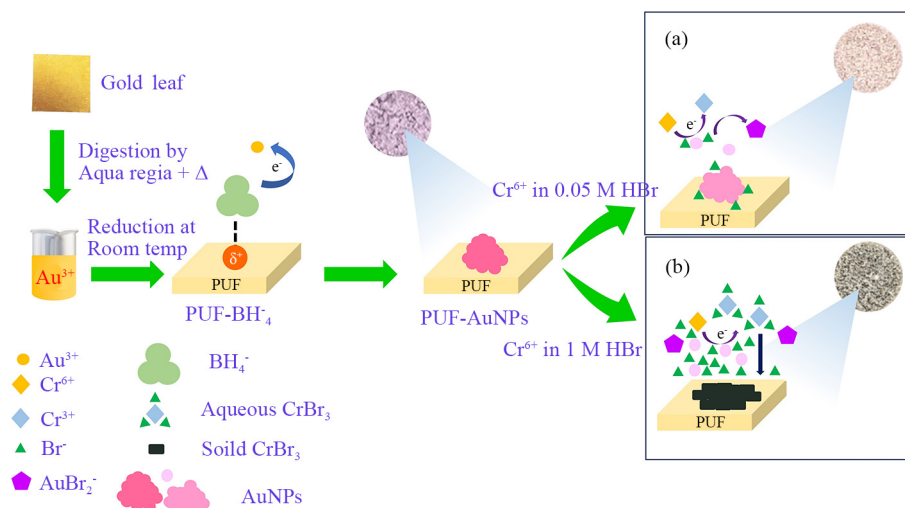 Gold leaf
Digestion by
Aqua regia + Δ
Au³⁺
Reduction at
Room temp
e⁻
δ⁺
PUF
PUF-BH⁻₄
PUF
PUF-AuNPs
Cr⁶⁺ in 0.05 M HBr
Cr⁶⁺ in 1 M HBr
(a)
e⁻
PUF
(b)
e⁻
PUF
Au³⁺
Cr⁶⁺
Cr³⁺
Br⁻
AuBr₂⁻
BH₄⁻
Aqueous CrBr₃
Soild CrBr₃
AuNPs